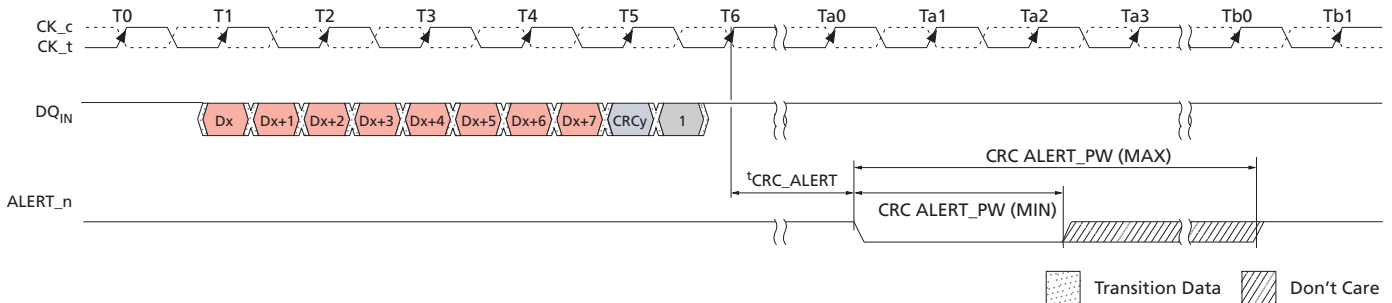 T0 T1 T2 T3 T4 T5 T6 Ta0 Ta1 Ta2 Ta3 Tb0 Tb1
CK_c
CK_t
DQIN
Dx Dx+1 Dx+2 Dx+3 Dx+4 Dx+5 Dx+6 Dx+7 CRCy 1
CRC ALERT_PW (MAX)
tCRC_ALERT
CRC ALERT_PW (MIN)
ALERT_n
Transition Data Don’t Care